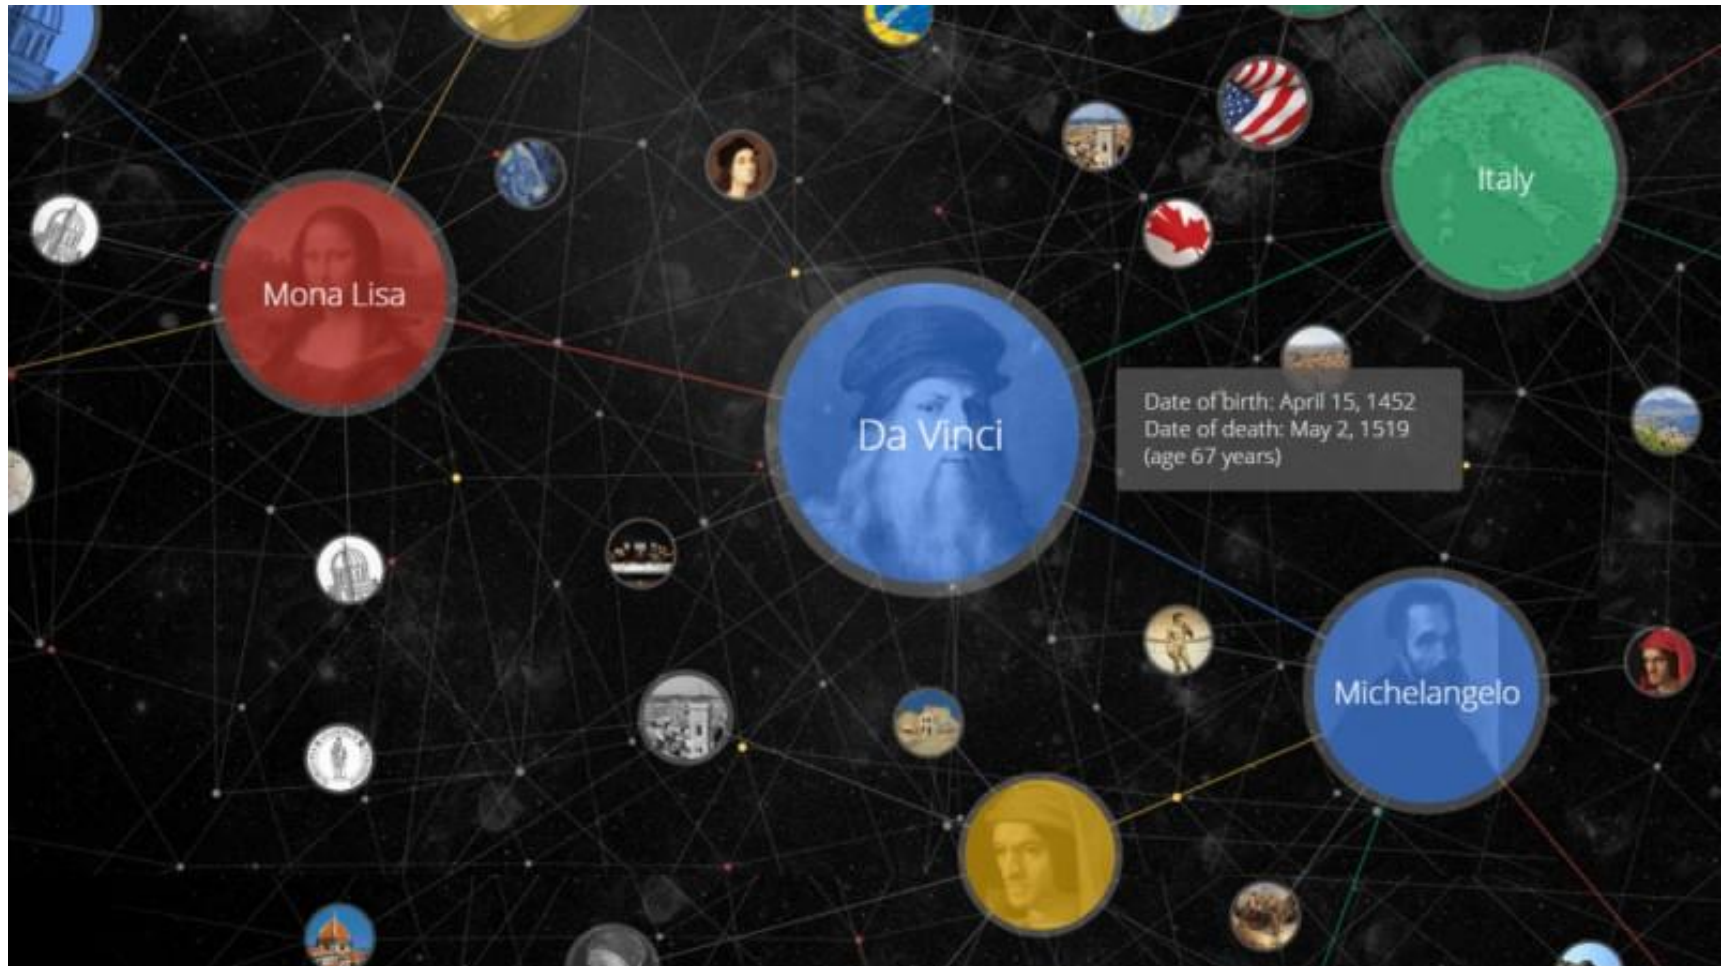 Italy
Mona Lisa
Da Vinci
Date of birth: April 15, 1452
Date of death: May 2, 1519
(age 67 years)
Michelangelo